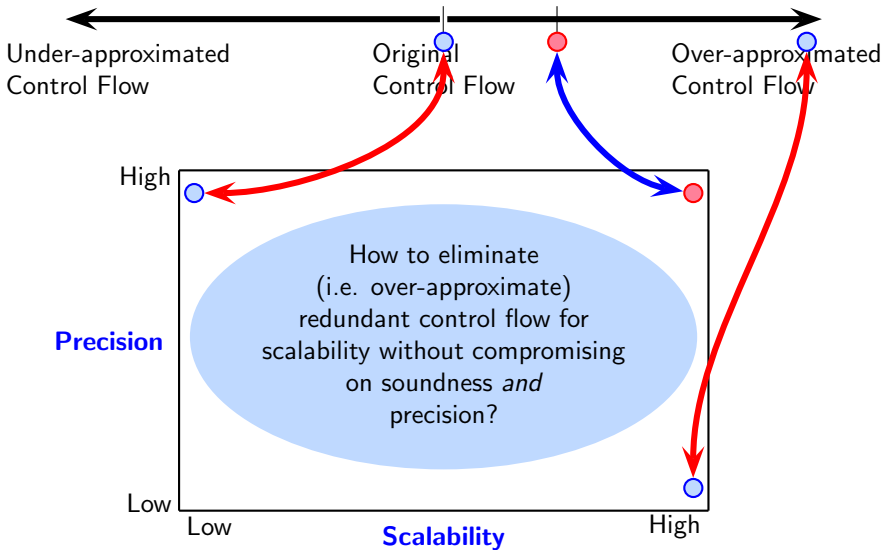 Under-approximated
Control Flow
Original
Control Flow
Over-approximated
Control Flow
High
How to eliminate
(i.e. over-approximate)
redundant control flow for
scalability without compromising
on soundness and
precision?
Precision
Low
Low
High
Scalability